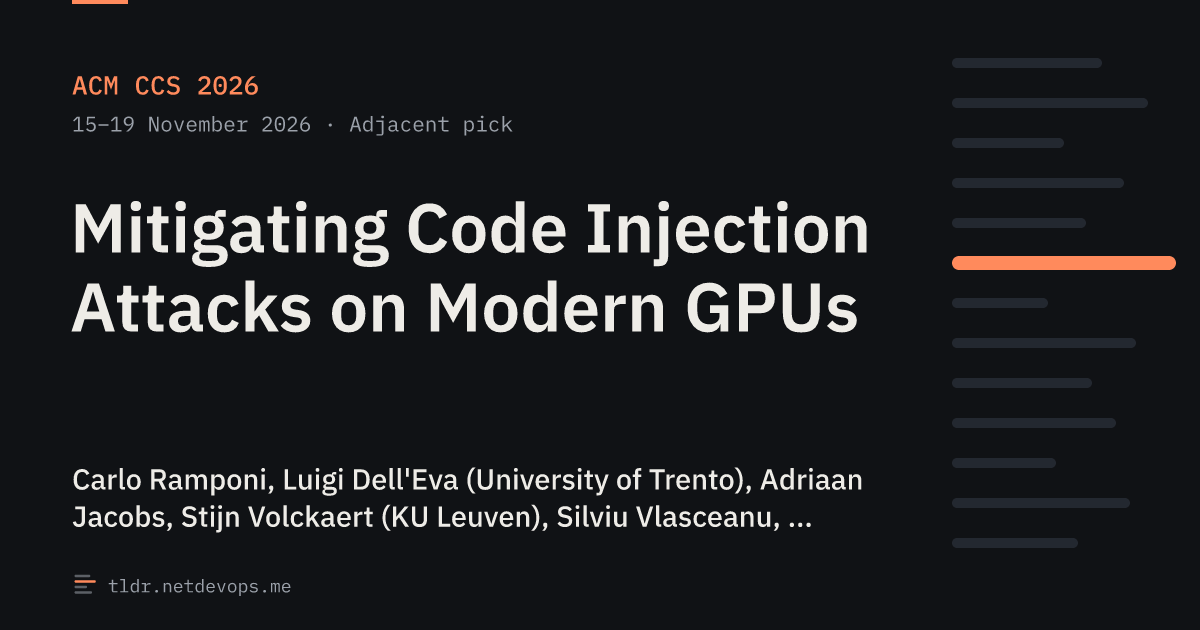 ACM CCS 2026
15–19 November 2026 · Adjacent pick
Mitigating Code Injection
Attacks on Modern GPUs
Carlo Ramponi, Luigi Dell'Eva (University of Trento), Adriaan
Jacobs, Stijn Volckaert (KU Leuven), Silviu Vlasceanu, ...
tldr.netdevops.me